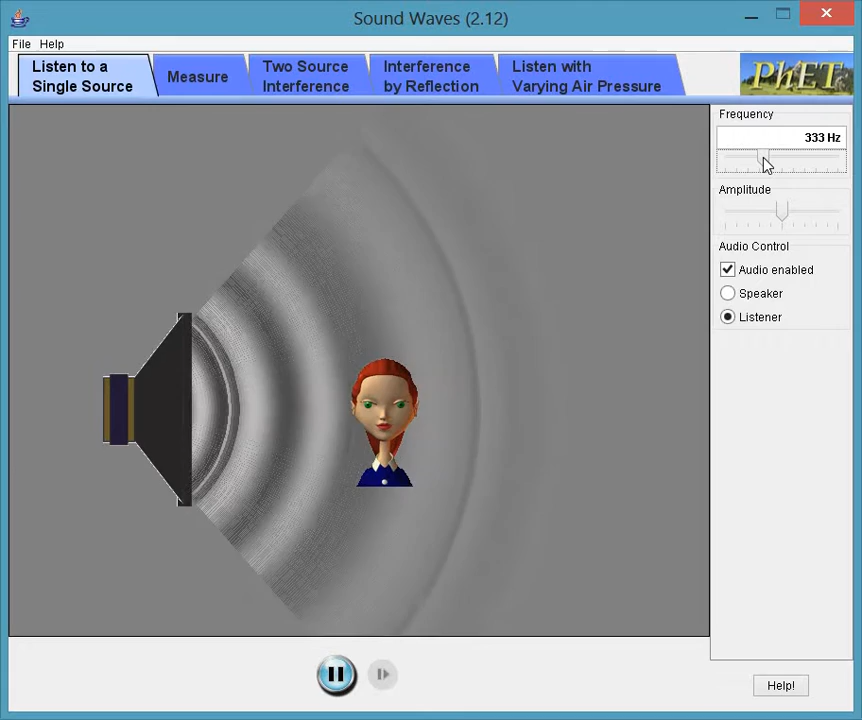 Sound Waves (2.12)
File Help
Listen to a
Single Source
Measure
Two Source
Interference
Interference
by Reflection
Listen with
Varying Air Pressure
PhET
Frequency
333 Hz
Amplitude
Audio Control
Audio enabled
Speaker
Listener
Help!